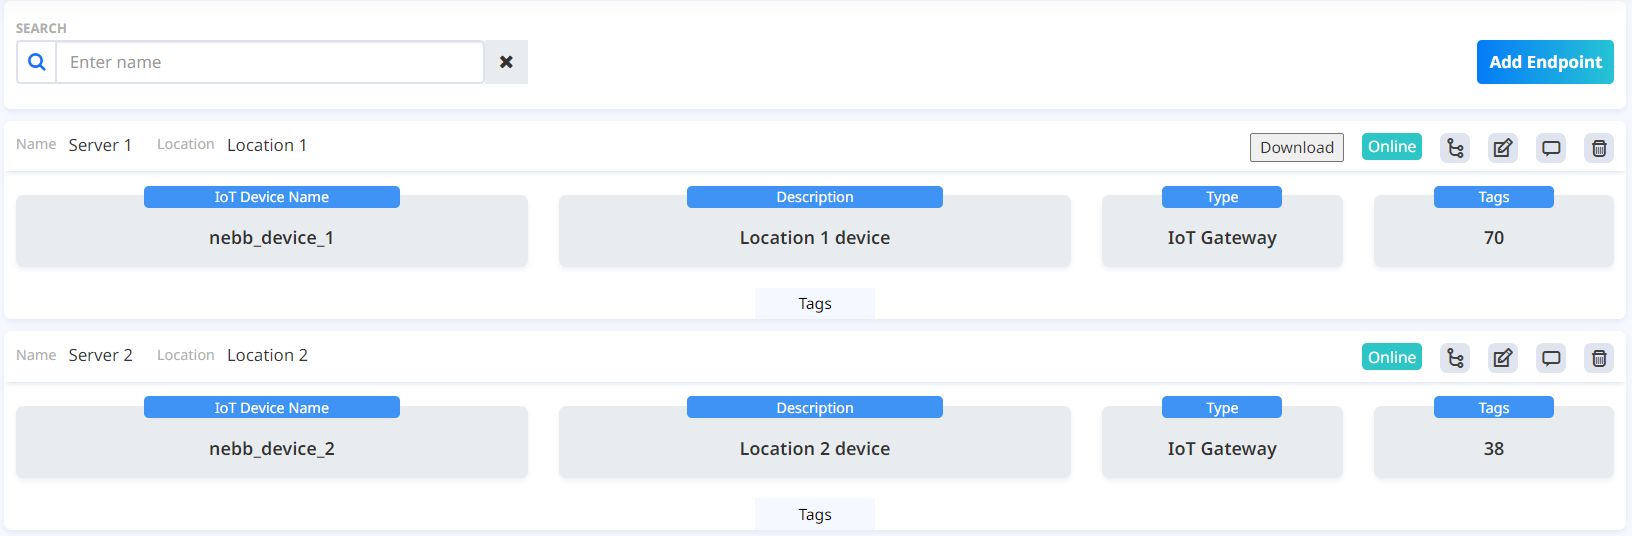 SEARCH
Enter name
Add Endpoint
Name Server 1 Location Location 1 Download Online
IoT Device Name Description Type Tags
nebb_device_1 Location 1 device IoT Gateway 70
Tags
Name Server 2 Location Location 2 Online
IoT Device Name Description Type Tags
nebb_device_2 Location 2 device IoT Gateway 38
Tags